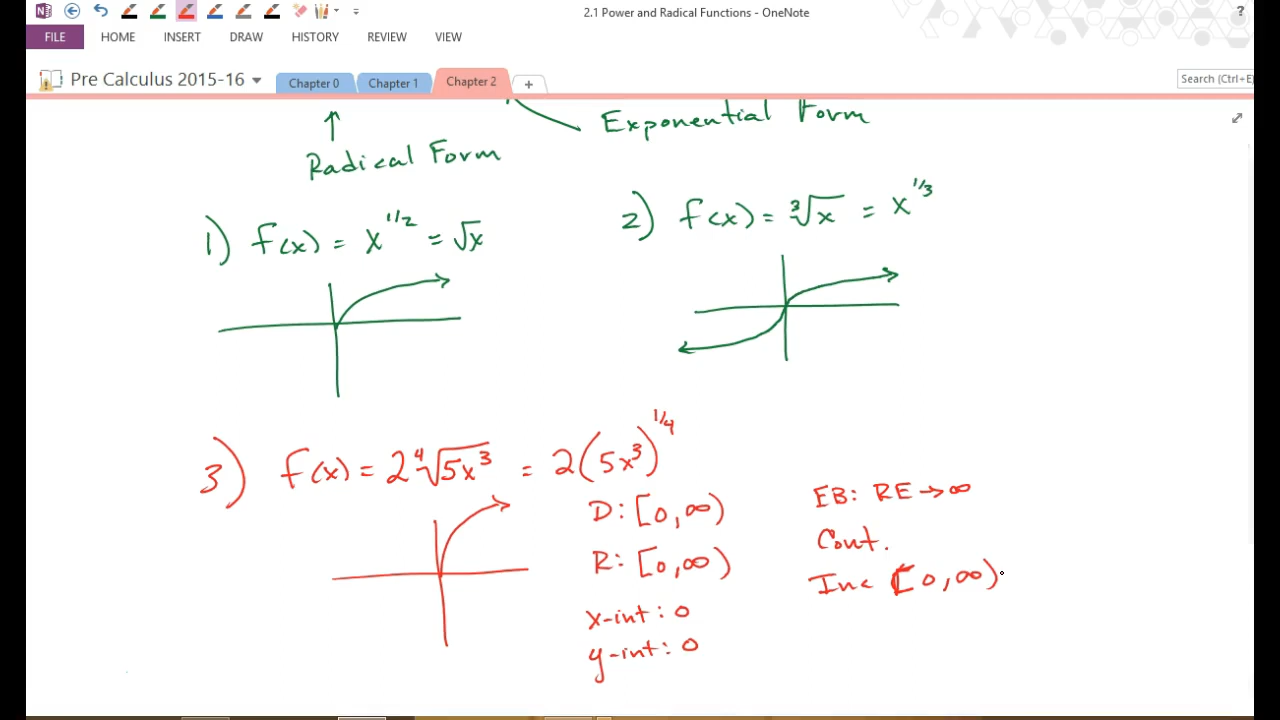 2.1 Power and Radical Functions - OneNote
?
FILE HOME INSERT DRAW HISTORY REVIEW VIEW
Pre Calculus 2015-16 Chapter 0 Chapter 1 Chapter 2 +
Search (Ctrl+E)
Exponential Form
Radical Form
1) f(x) = x^1/2 = √x
2) f(x) = ∛x = x^1/3
3) f(x) = 2∜5x³ = 2(5x³)^1/4
D: [0, ∞)
R: [0, ∞)
x-int: 0
y-int: 0
EB: RE → ∞
Cont.
Inc [0, ∞)